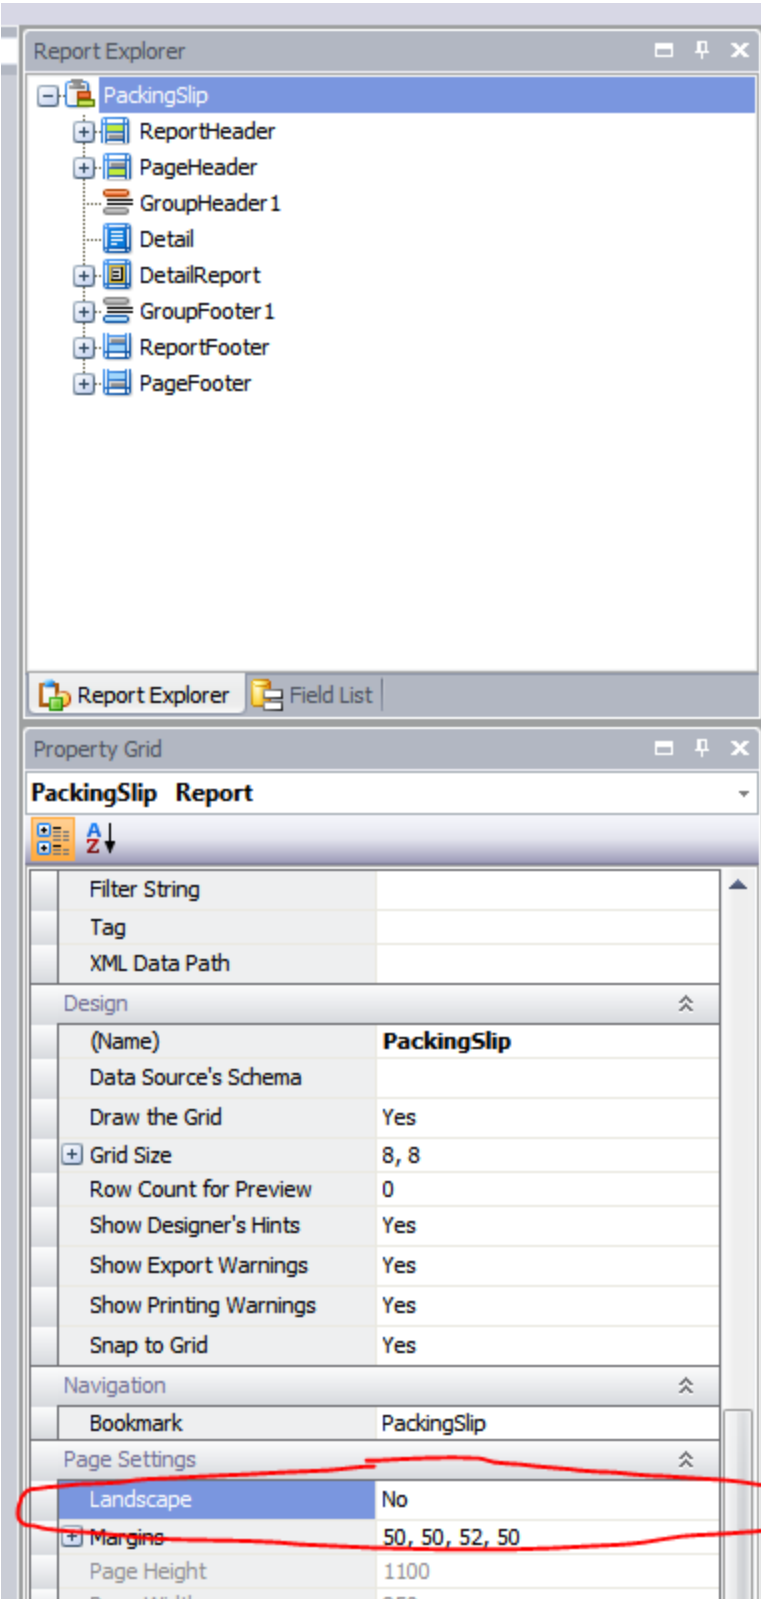 Report Explorer
PackingSlip
ReportHeader
PageHeader
GroupHeader1
Detail
DetailReport
GroupFooter1
ReportFooter
PageFooter
Report Explorer Field List
Property Grid
PackingSlip Report
Filter String
Tag
XML Data Path
Design
(Name) PackingSlip
Data Source's Schema
Draw the Grid Yes
Grid Size 8, 8
Row Count for Preview 0
Show Designer's Hints Yes
Show Export Warnings Yes
Show Printing Warnings Yes
Snap to Grid Yes
Navigation
Bookmark PackingSlip
Page Settings
Landscape No
Margins 50, 50, 52, 50
Page Height 1100